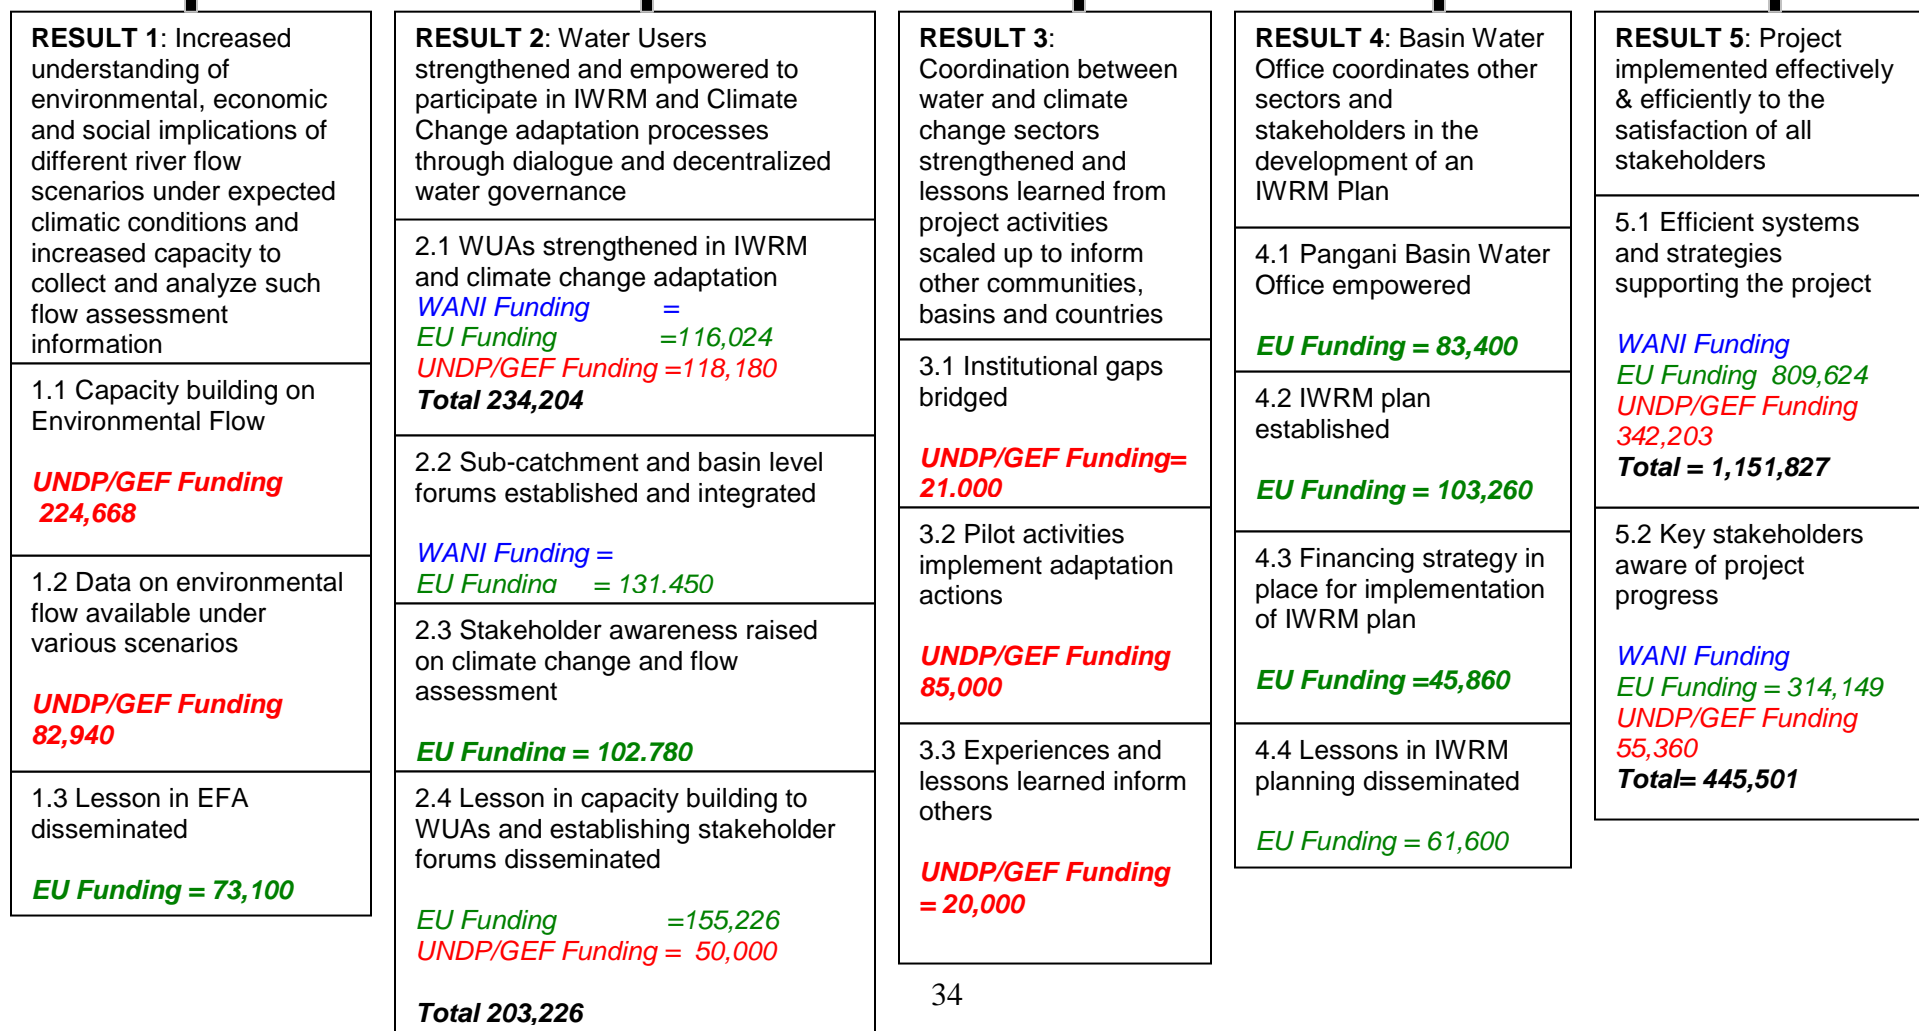 RESULT 1: Increased
understanding of
environmental, economic
and social implications of
different river flow
scenarios under expected
climatic conditions and
increased capacity to
collect and analyze such
flow assessment
information
1.1 Capacity building on
Environmental Flow
UNDP/GEF Funding
224,668
1.2 Data on environmental
flow available under
various scenarios
UNDP/GEF Funding
82,940
1.3 Lesson in EFA
disseminated
EU Funding = 73,100
RESULT 2: Water Users
strengthened and empowered to
participate in IWRM and Climate
Change adaptation processes
through dialogue and decentralized
water governance
2.1 WUAs strengthened in IWRM
and climate change adaptation
WANI Funding =
EU Funding =116,024
UNDP/GEF Funding =118,180
Total 234,204
2.2 Sub-catchment and basin level
forums established and integrated
WANI Funding =
EU Funding = 131.450
2.3 Stakeholder awareness raised
on climate change and flow
assessment
EU Funding = 102.780
2.4 Lesson in capacity building to
WUAs and establishing stakeholder
forums disseminated
EU Funding =155,226
UNDP/GEF Funding = 50,000
Total 203,226
RESULT 3:
Coordination between
water and climate
change sectors
strengthened and
lessons learned from
project activities
scaled up to inform
other communities,
basins and countries
3.1 Institutional gaps
bridged
UNDP/GEF Funding=
21.000
3.2 Pilot activities
implement adaptation
actions
UNDP/GEF Funding
85,000
3.3 Experiences and
lessons learned inform
others
UNDP/GEF Funding
= 20,000
RESULT 4: Basin Water
Office coordinates other
sectors and
stakeholders in the
development of an
IWRM Plan
4.1 Pangani Basin Water
Office empowered
EU Funding = 83,400
4.2 IWRM plan
established
EU Funding = 103,260
4.3 Financing strategy in
place for implementation
of IWRM plan
EU Funding =45,860
4.4 Lessons in IWRM
planning disseminated
EU Funding = 61,600
RESULT 5: Project
implemented effectively
& efficiently to the
satisfaction of all
stakeholders
5.1 Efficient systems
and strategies
supporting the project
WANI Funding
EU Funding 809,624
UNDP/GEF Funding
342,203
Total = 1,151,827
5.2 Key stakeholders
aware of project
progress
WANI Funding
EU Funding = 314,149
UNDP/GEF Funding
55,360
Total= 445,501
34